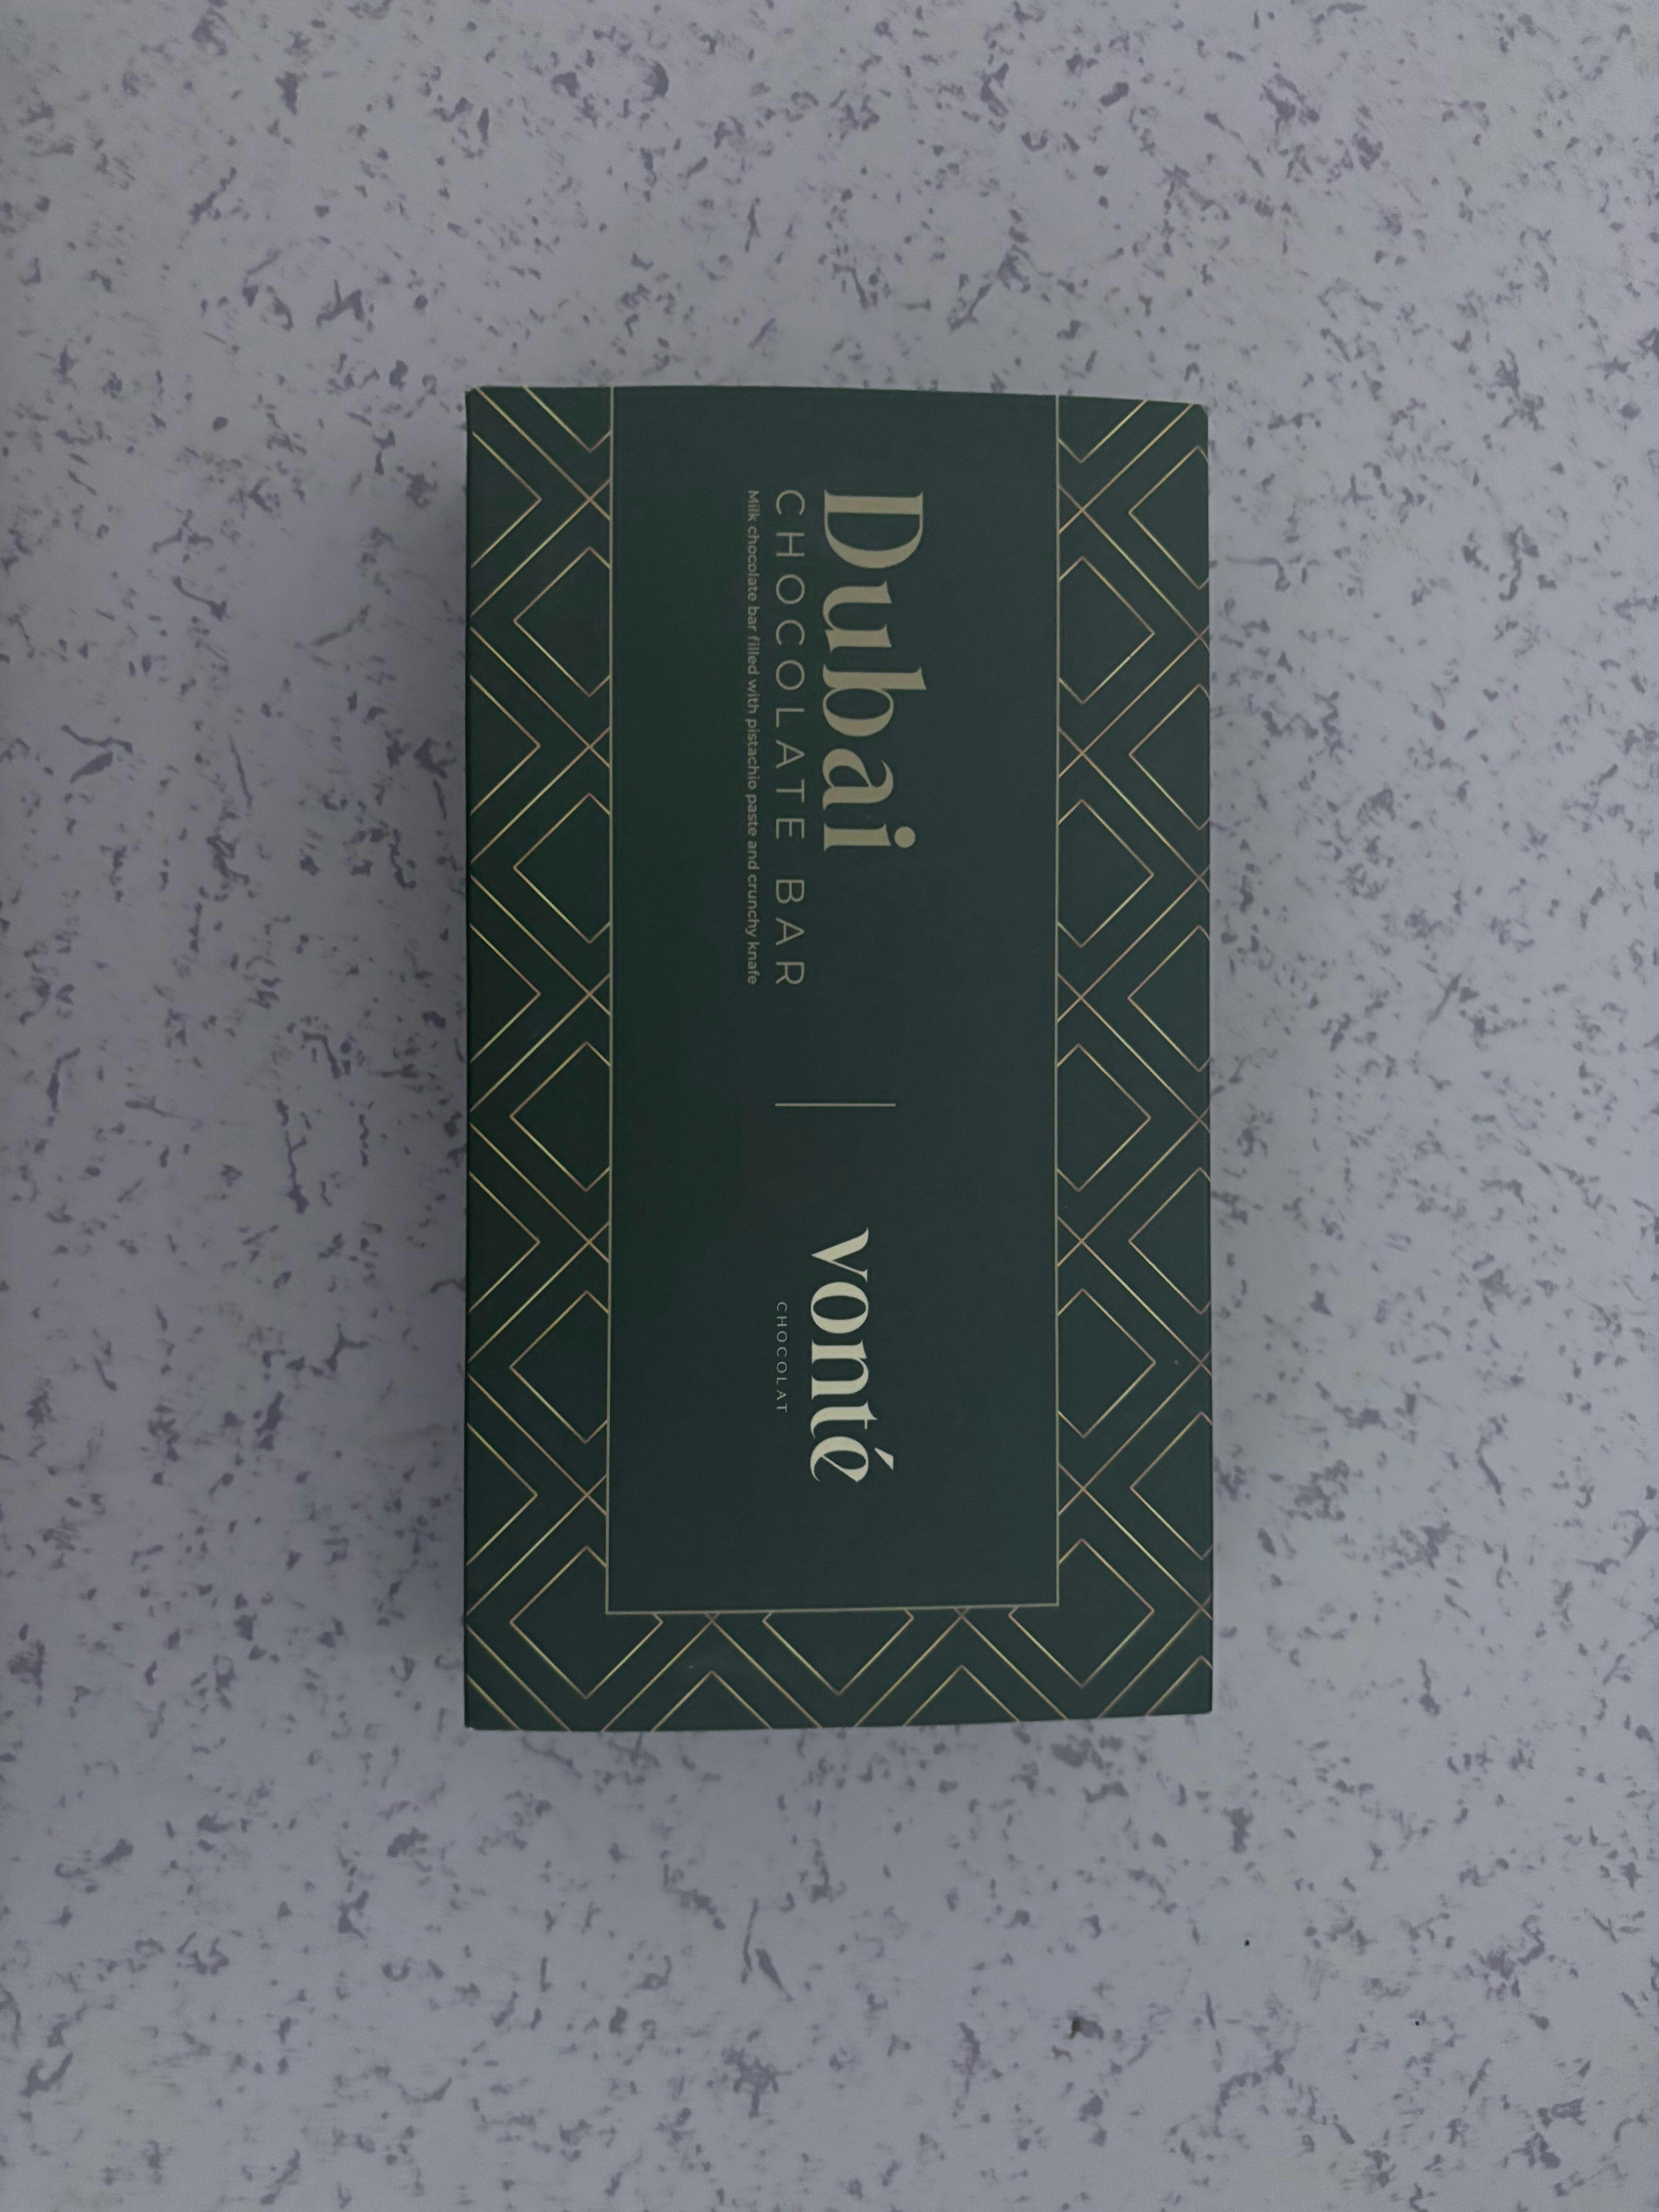 Dubai
CHOCOLATE BAR
Milk chocolate bar filled with pistachio paste and crunchy knafe
vonté
CHOCOLAT